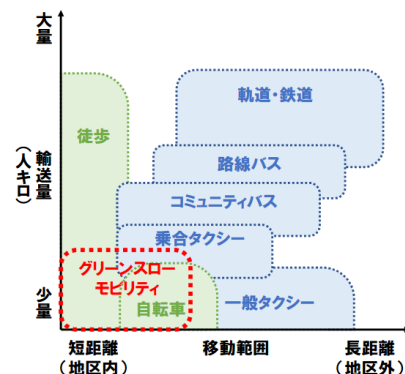 大量
軌道・鉄道
徒歩
路線バス
輸送量
（人キロ）
コミュニティバス
乗合タクシー
グリーンスロー
モビリティ
自転車
一般タクシー
少量
短距離
（地区内）
移動範囲
長距離
（地区外）